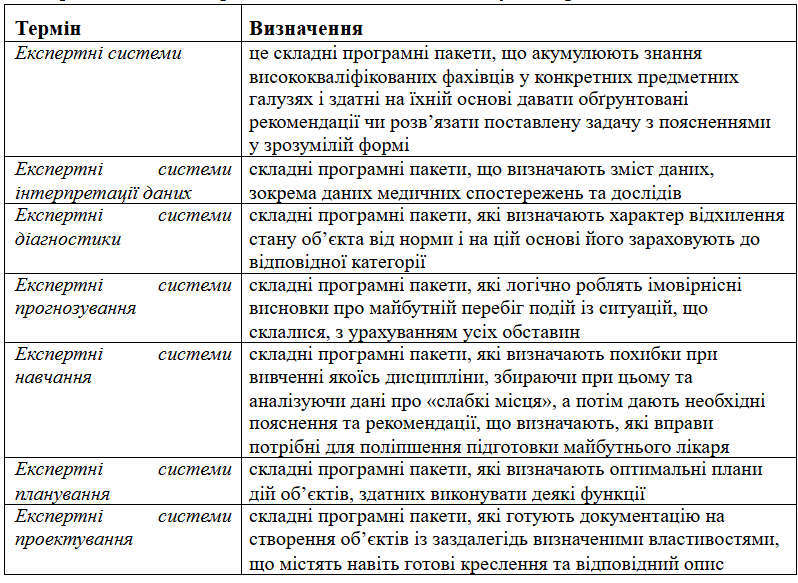 Термін
Визначення
Експертні системи
це складні програмні пакети, що акумулюють знання
висококваліфікованих фахівців у конкретних предметних
галузях і здатні на їхній основі давати обґрунтовані
рекомендації чи розв’язати поставлену задачу з поясненнями
у зрозумілій формі
Експертні системи
інтерпретації даних
складні програмні пакети, що визначають зміст даних,
зокрема даних медичних спостережень та дослідів
Експертні системи
діагностики
складні програмні пакети, які визначають характер відхилення
стану об’єкта від норми і на цій основі його зараховують до
відповідної категорії
Експертні системи
прогнозування
складні програмні пакети, які логічно роблять імовірнісні
висновки про майбутній перебіг подій із ситуацій, що
склалися, з урахуванням усіх обставин
Експертні системи
навчання
складні програмні пакети, які визначають похибки при
вивченні якоїсь дисципліни, збираючи при цьому та
аналізуючи дані про «слабкі місця», а потім дають необхідні
пояснення та рекомендації, що визначають, які вправи
потрібні для поліпшення підготовки майбутнього лікаря
Експертні системи
планування
складні програмні пакети, які визначають оптимальні плани
дій об’єктів, здатних виконувати деякі функції
Експертні системи
проектування
складні програмні пакети, які готують документацію на
створення об’єктів із заздалегідь визначеними властивостями,
що містять навіть готові креслення та відповідний опис